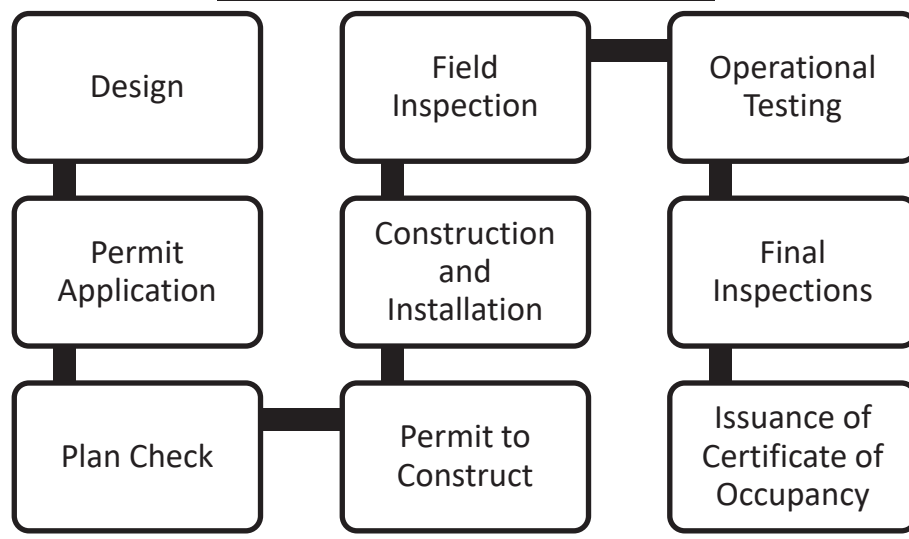 Design
Permit
Application
Plan Check
Permit to
Construct
Construction
and
Installation
Field
Inspection
Operational
Testing
Final
Inspections
Issuance of
Certificate of
Occupancy